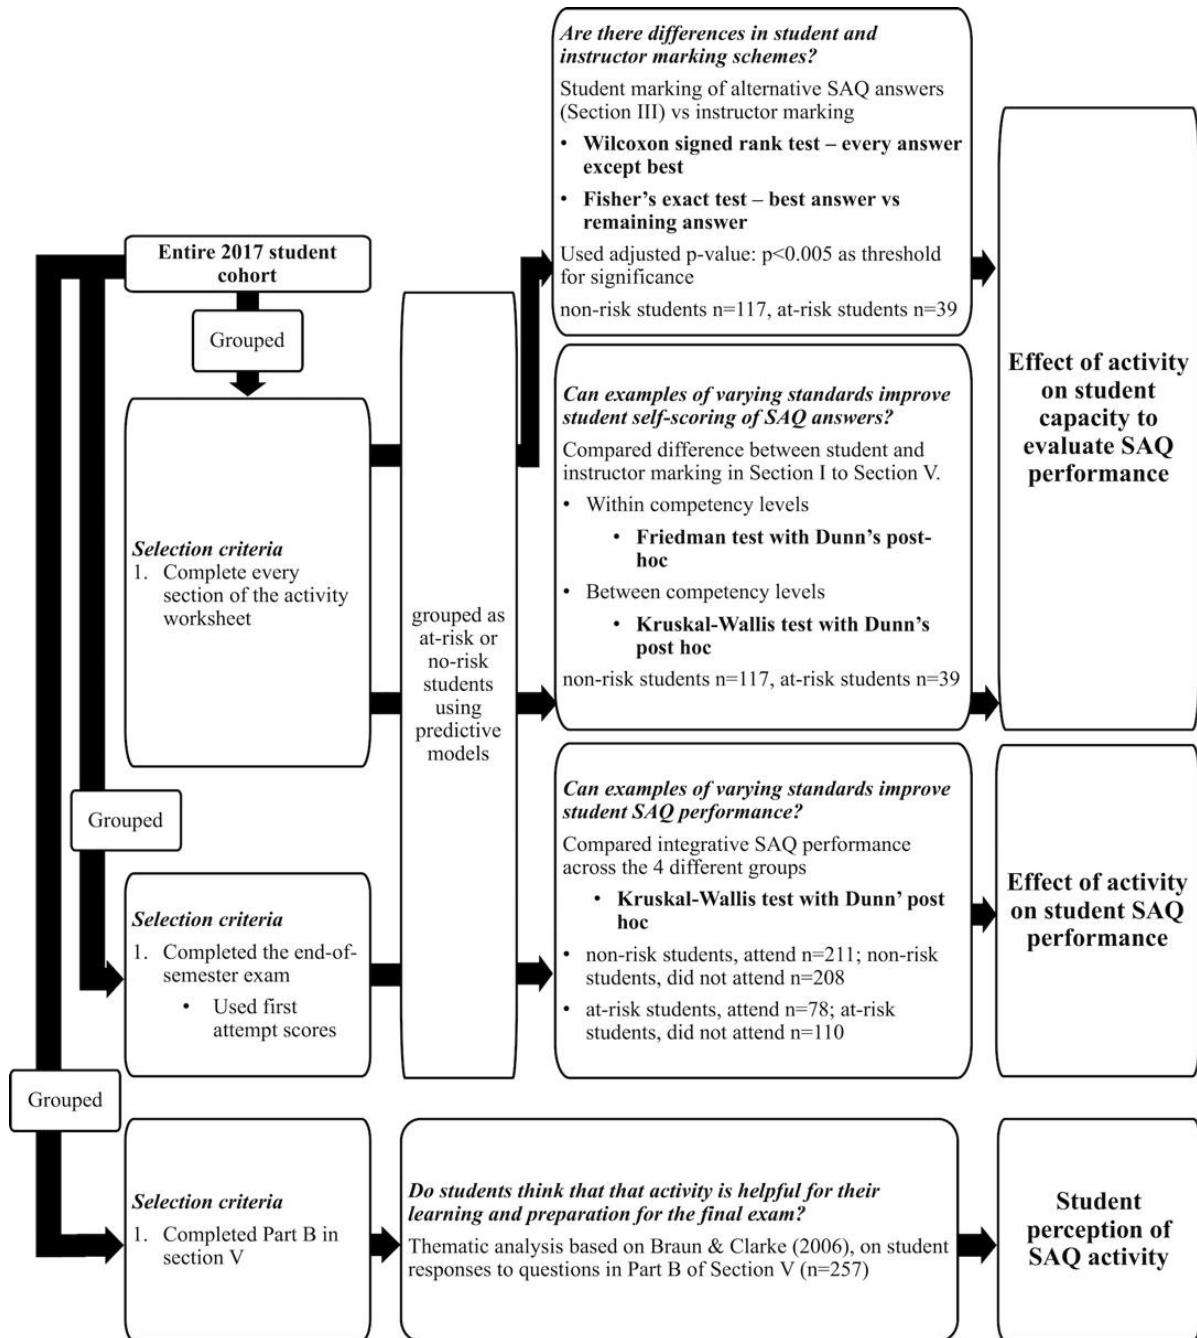 Are there differences in student and
instructor marking schemes?
Student marking of alternative SAQ answers
(Section III) vs instructor marking
• Wilcoxon signed rank test – every answer
except best
• Fisher's exact test – best answer vs
remaining answer
Used adjusted p-value: p<0.005 as threshold
for significance
non-risk students n=117, at-risk students n=39
Entire 2017 student
cohort
Grouped
Selection criteria
1. Complete every
section of the activity
worksheet
grouped as
at-risk or
no-risk
students
using
predictive
models
Can examples of varying standards improve
student self-scoring of SAQ answers?
Compared difference between student and
instructor marking in Section I to Section V.
• Within competency levels
• Friedman test with Dunn's post-
hoc
• Between competency levels
• Kruskal-Wallis test with Dunn's
post hoc
non-risk students n=117, at-risk students n=39
Effect of activity
on student
capacity to
evaluate SAQ
performance
Grouped
Selection criteria
1. Completed the end-of-
semester exam
• Used first
attempt scores
Can examples of varying standards improve
student SAQ performance?
Compared integrative SAQ performance
across the 4 different groups
• Kruskal-Wallis test with Dunn' post
hoc
• non-risk students, attend n=211; non-risk
students, did not attend n=208
• at-risk students, attend n=78; at-risk
students, did not attend n=110
Effect of activity
on student SAQ
performance
Grouped
Selection criteria
1. Completed Part B in
section V
Do students think that that activity is helpful for their
learning and preparation for the final exam?
Thematic analysis based on Braun & Clarke (2006), on student
responses to questions in Part B of Section V (n=257)
Student
perception of
SAQ activity